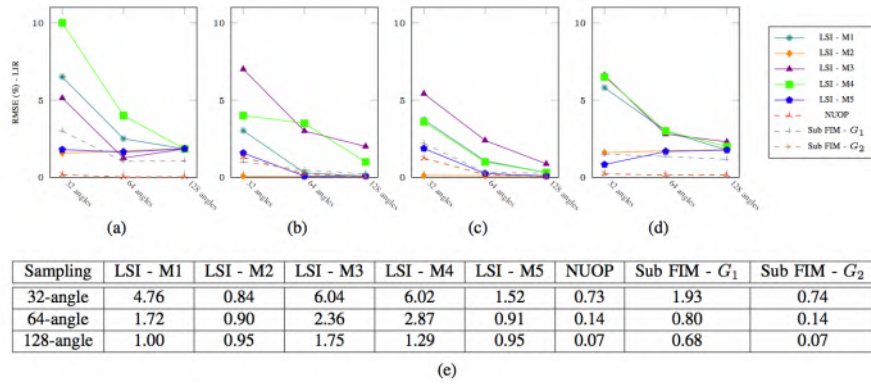 RMSE (%) - LIR
10
5
0
32 angles
64 angles
128 angles
(a)
10
5
0
32 angles
64 angles
128 angles
(b)
10
5
0
32 angles
64 angles
128 angles
(c)
10
5
0
32 angles
64 angles
128 angles
(d)
LSI - M1
LSI - M2
LSI - M3
LSI - M4
LSI - M5
NUOP
Sub FIM - G₁
Sub FIM - G₂
Sampling LSI - M1 LSI - M2 LSI - M3 LSI - M4 LSI - M5 NUOP Sub FIM - G₁ Sub FIM - G₂
32-angle 4.76 0.84 6.04 6.02 1.52 0.73 1.93 0.74
64-angle 1.72 0.90 2.36 2.87 0.91 0.14 0.80 0.14
128-angle 1.00 0.95 1.75 1.29 0.95 0.07 0.68 0.07
(e)